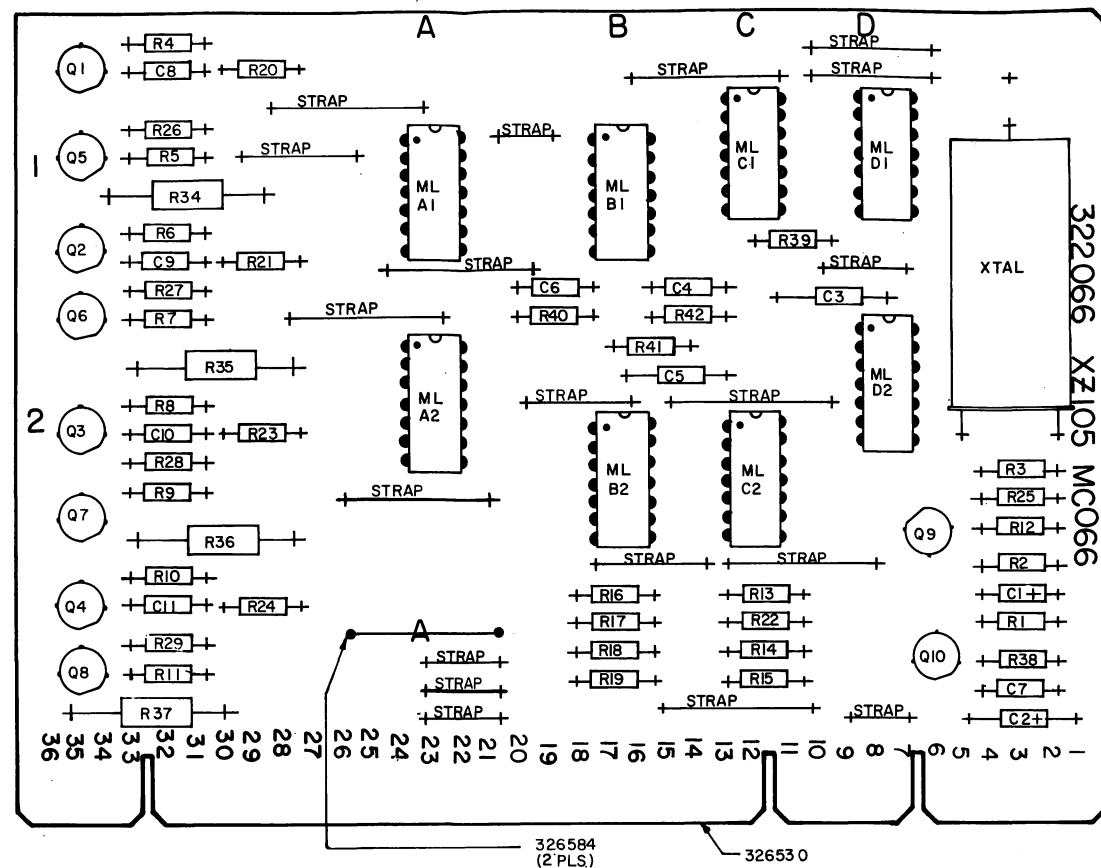 A B C D
STRAP
R4
Q1
C8
R20
STRAP
STRAP
STRAP
R26
STRAP
1
Q5
R5
STRAP
ML
A1
ML
B1
ML
C1
ML
D1
R34
R6
Q2
C9
R21
R39
STRAP
STRAP
XTAL
R27
C6
C4
C3
Q6
R7
STRAP
R40
R42
R41
R35
C5
ML
A2
ML
D2
R8
STRAP
STRAP
2
Q3
C10
R23
R28
ML
B2
ML
C2
R3
R9
STRAP
R25
Q7
R12
Q9
R36
STRAP
STRAP
R2
R10
R16
R13
C1+
Q4
C11
R24
R17
R22
R1
A
R29
R18
R14
Q10
R38
STRAP
Q8
R11
R19
R15
C7
STRAP
R37
STRAP
STRAP
STRAP
C2+
322066 XZ105 MC066
36 35 34 33 32 31 30 29 28 27 26 25 24 23 22 21 20 19 18 17 16 15 14 13 12 11 10 9 8 7 6 5 4 3 2 1
326584
(2 PLS.)
326530